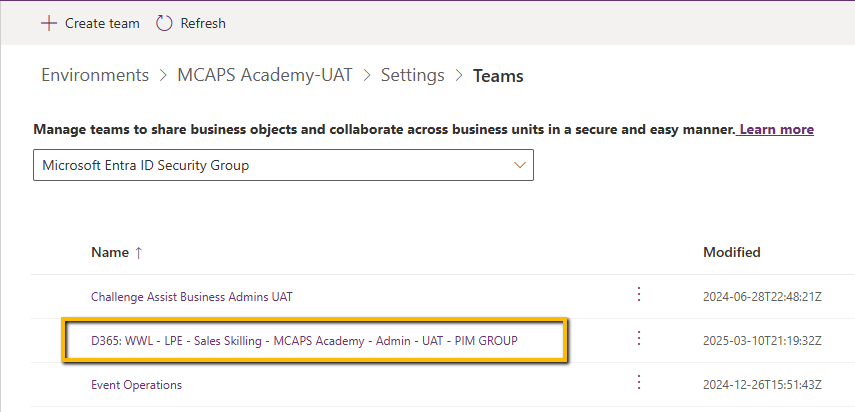 Create team Refresh
Environments > MCAPS Academy-UAT > Settings > Teams
Manage teams to share business objects and collaborate across business units in a secure and easy manner. Learn more
Microsoft Entra ID Security Group
Name ↑ Modified
Challenge Assist Business Admins UAT 2024-06-28T22:48:21Z
D365: WWL - LPE - Sales Skilling - MCAPS Academy - Admin - UAT - PIM GROUP 2025-03-10T21:19:32Z
Event Operations 2024-12-26T15:51:43Z